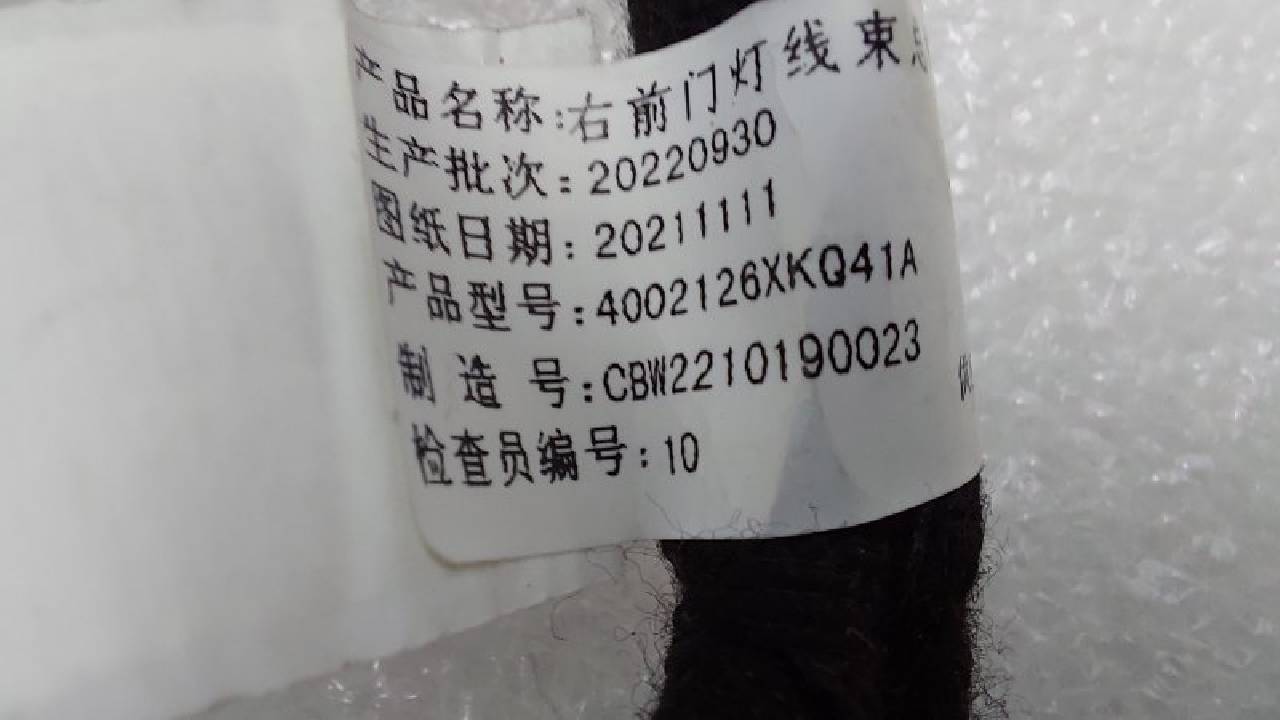 产品名称:右前门灯线束
生产批次:20220930
图纸日期:20211111
产品型号:4002126XKQ41A
制造号:CBW2210190023
检查员编号:10